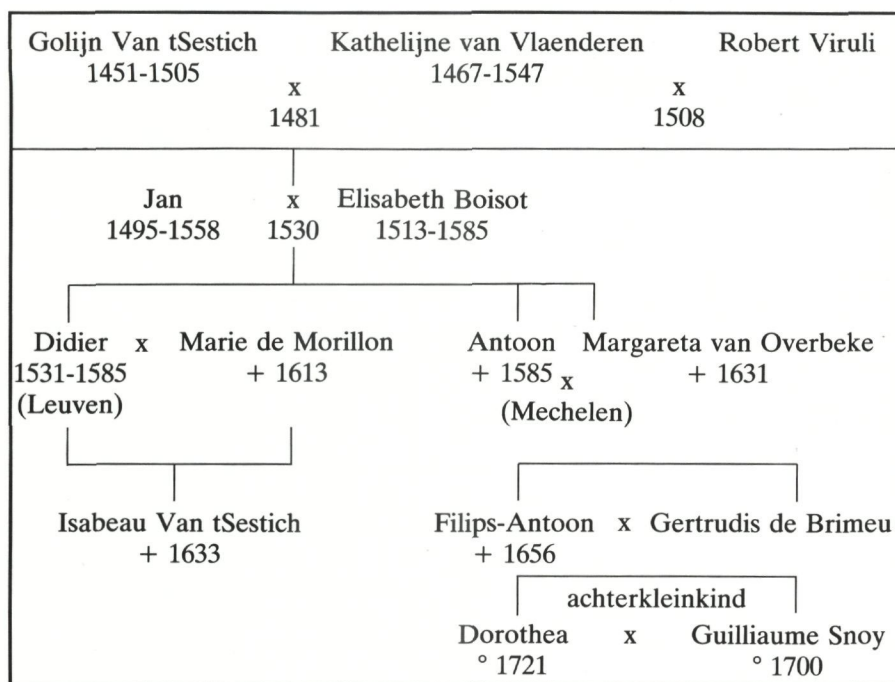 Golijn Van tSestich Kathelijne van Vlaenderen Robert Viruli
1451-1505 1467-1547
x x
1481 1508
Jan x Elisabeth Boisot
1495-1558 1530 1513-1585
Didier x Marie de Morillon Antoon Margareta van Overbeke
1531-1585 + 1613 + 1585 x + 1631
(Leuven) (Mechelen)
Isabeau Van tSestich Filips-Antoon x Gertrudis de Brimeu
+ 1633 + 1656
achterkleinkind
Dorothea x Guilliaume Snoy
° 1721 ° 1700